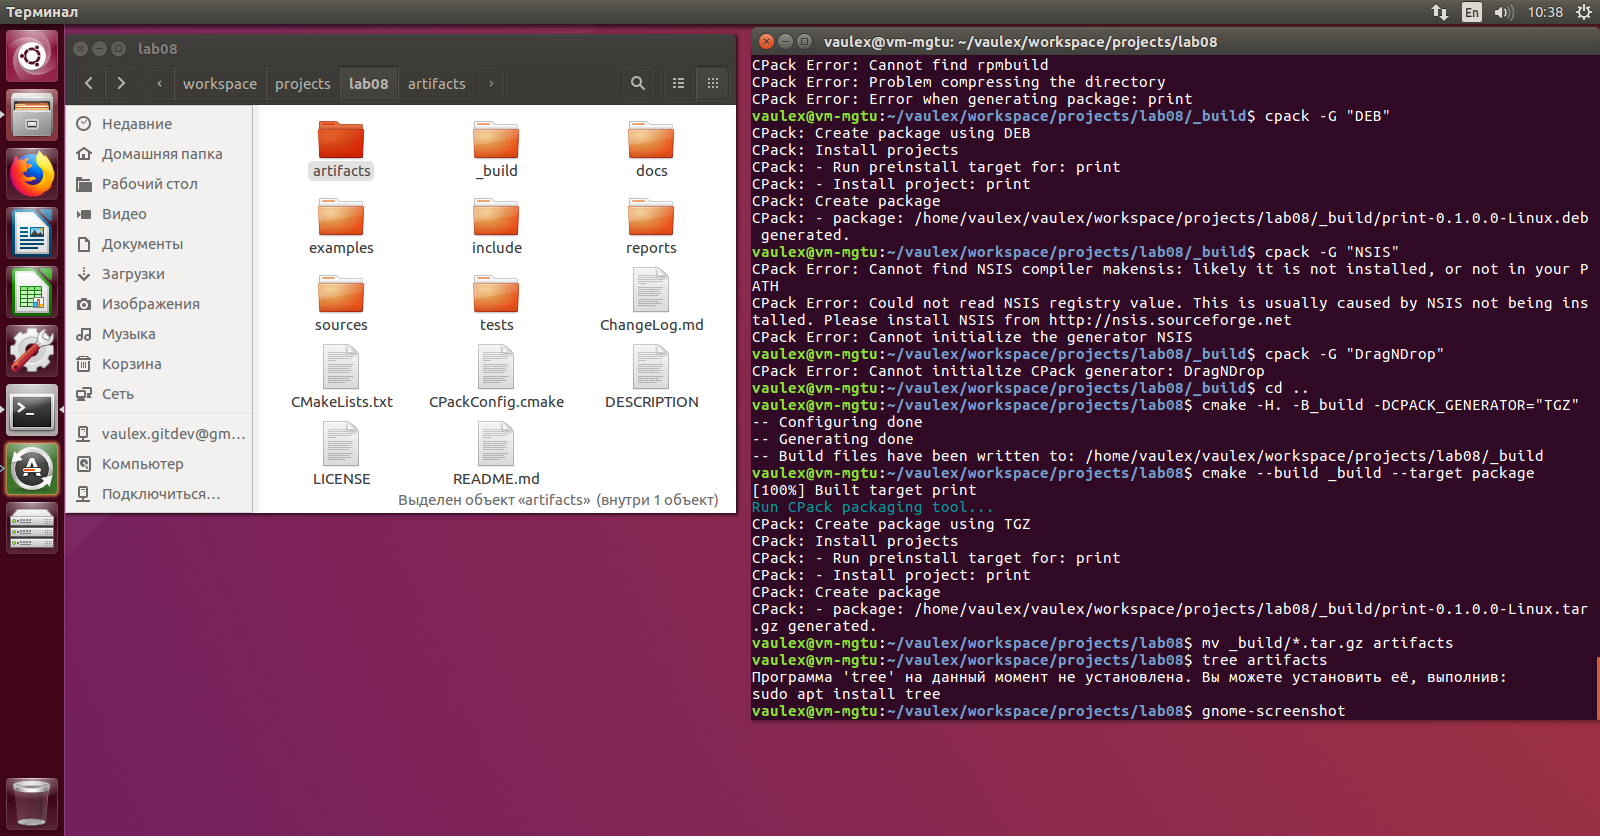 Терминал
En
10:38
lab08
workspace
projects
lab08
artifacts
Недавние
Домашняя папка
Рабочий стол
Видео
Документы
Загрузки
Изображения
Музыка
Корзина
Сеть
vaulex.gitdev@gm…
Компьютер
Подключиться…
artifacts
_build
docs
examples
include
reports
sources
tests
ChangeLog.md
CMakeLists.txt
CPackConfig.cmake
DESCRIPTION
LICENSE
README.md
Выделен объект «artifacts» (внутри 1 объект)
vaulex@vm-mgtu: ~/vaulex/workspace/projects/lab08
CPack Error: Cannot find rpmbuild
CPack Error: Problem compressing the directory
CPack Error: Error when generating package: print
vaulex@vm-mgtu:~/vaulex/workspace/projects/lab08/_build$ cpack -G "DEB"
CPack: Create package using DEB
CPack: Install projects
CPack: - Run preinstall target for: print
CPack: - Install project: print
CPack: Create package
CPack: - package: /home/vaulex/vaulex/workspace/projects/lab08/_build/print-0.1.0.0-Linux.deb
generated.
vaulex@vm-mgtu:~/vaulex/workspace/projects/lab08/_build$ cpack -G "NSIS"
CPack Error: Cannot find NSIS compiler makensis: likely it is not installed, or not in your P
ATH
CPack Error: Could not read NSIS registry value. This is usually caused by NSIS not being ins
talled. Please install NSIS from http://nsis.sourceforge.net
CPack Error: Cannot initialize the generator NSIS
vaulex@vm-mgtu:~/vaulex/workspace/projects/lab08/_build$ cpack -G "DragNDrop"
CPack Error: Cannot initialize CPack generator: DragNDrop
vaulex@vm-mgtu:~/vaulex/workspace/projects/lab08/_build$ cd ..
vaulex@vm-mgtu:~/vaulex/workspace/projects/lab08$ cmake -H. -B_build -DCPACK_GENERATOR="TGZ"
-- Configuring done
-- Generating done
-- Build files have been written to: /home/vaulex/vaulex/workspace/projects/lab08/_build
vaulex@vm-mgtu:~/vaulex/workspace/projects/lab08$ cmake --build _build --target package
[100%] Built target print
Run CPack packaging tool...
CPack: Create package using TGZ
CPack: Install projects
CPack: - Run preinstall target for: print
CPack: - Install project: print
CPack: Create package
CPack: - package: /home/vaulex/vaulex/workspace/projects/lab08/_build/print-0.1.0.0-Linux.tar
.gz generated.
vaulex@vm-mgtu:~/vaulex/workspace/projects/lab08$ mv _build/*.tar.gz artifacts
vaulex@vm-mgtu:~/vaulex/workspace/projects/lab08$ tree artifacts
Программа 'tree' на данный момент не установлена. Вы можете установить её, выполнив:
sudo apt install tree
vaulex@vm-mgtu:~/vaulex/workspace/projects/lab08$ gnome-screenshot